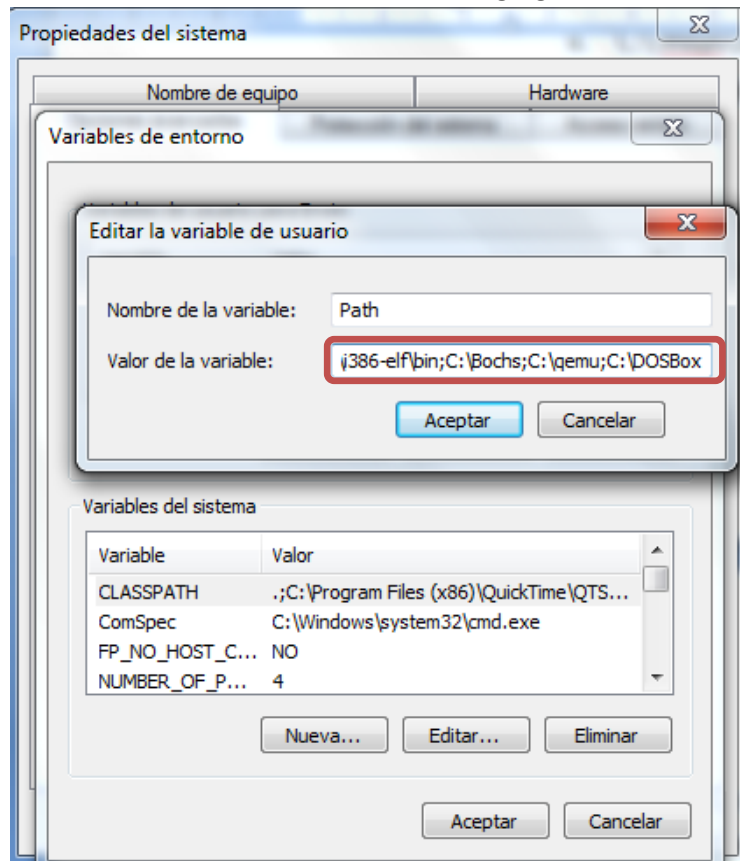 Propiedades del sistema
Nombre de equipo
Hardware
Variables de entorno
Editar la variable de usuario
Nombre de la variable:
Path
Valor de la variable:
i386-elf\bin;C:\Bochs;C:\qemu;C:\DOSBox
Aceptar
Cancelar
Variables del sistema
Variable
Valor
CLASSPATH
.;C:\Program Files (x86)\QuickTime\QTS...
ComSpec
C:\Windows\system32\cmd.exe
FP_NO_HOST_C...
NO
NUMBER_OF_P...
4
Nueva...
Editar...
Eliminar
Aceptar
Cancelar